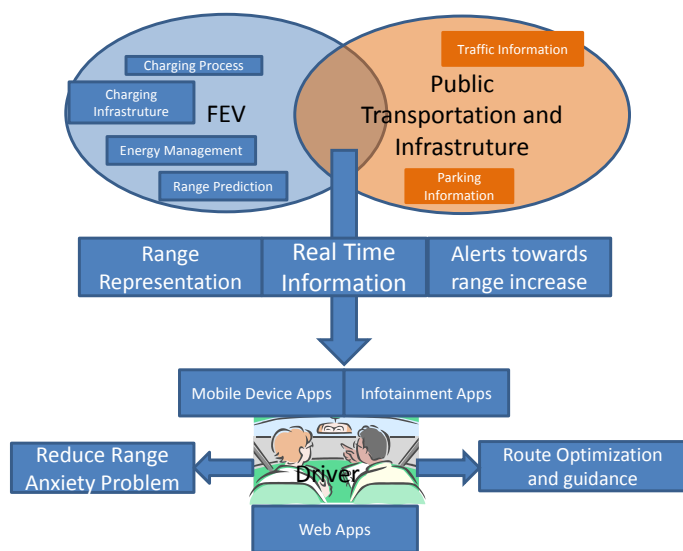 Traffic Information
Charging Process
Charging
Infrastruture
FEV
Public
Transportation and
Infrastruture
Energy Management
Range Prediction
Parking
Information
Range
Representation
Real Time
Information
Alerts towards
range increase
Mobile Device Apps
Infotainment Apps
Reduce Range
Anxiety Problem
Driver
Route Optimization
and guidance
Web Apps